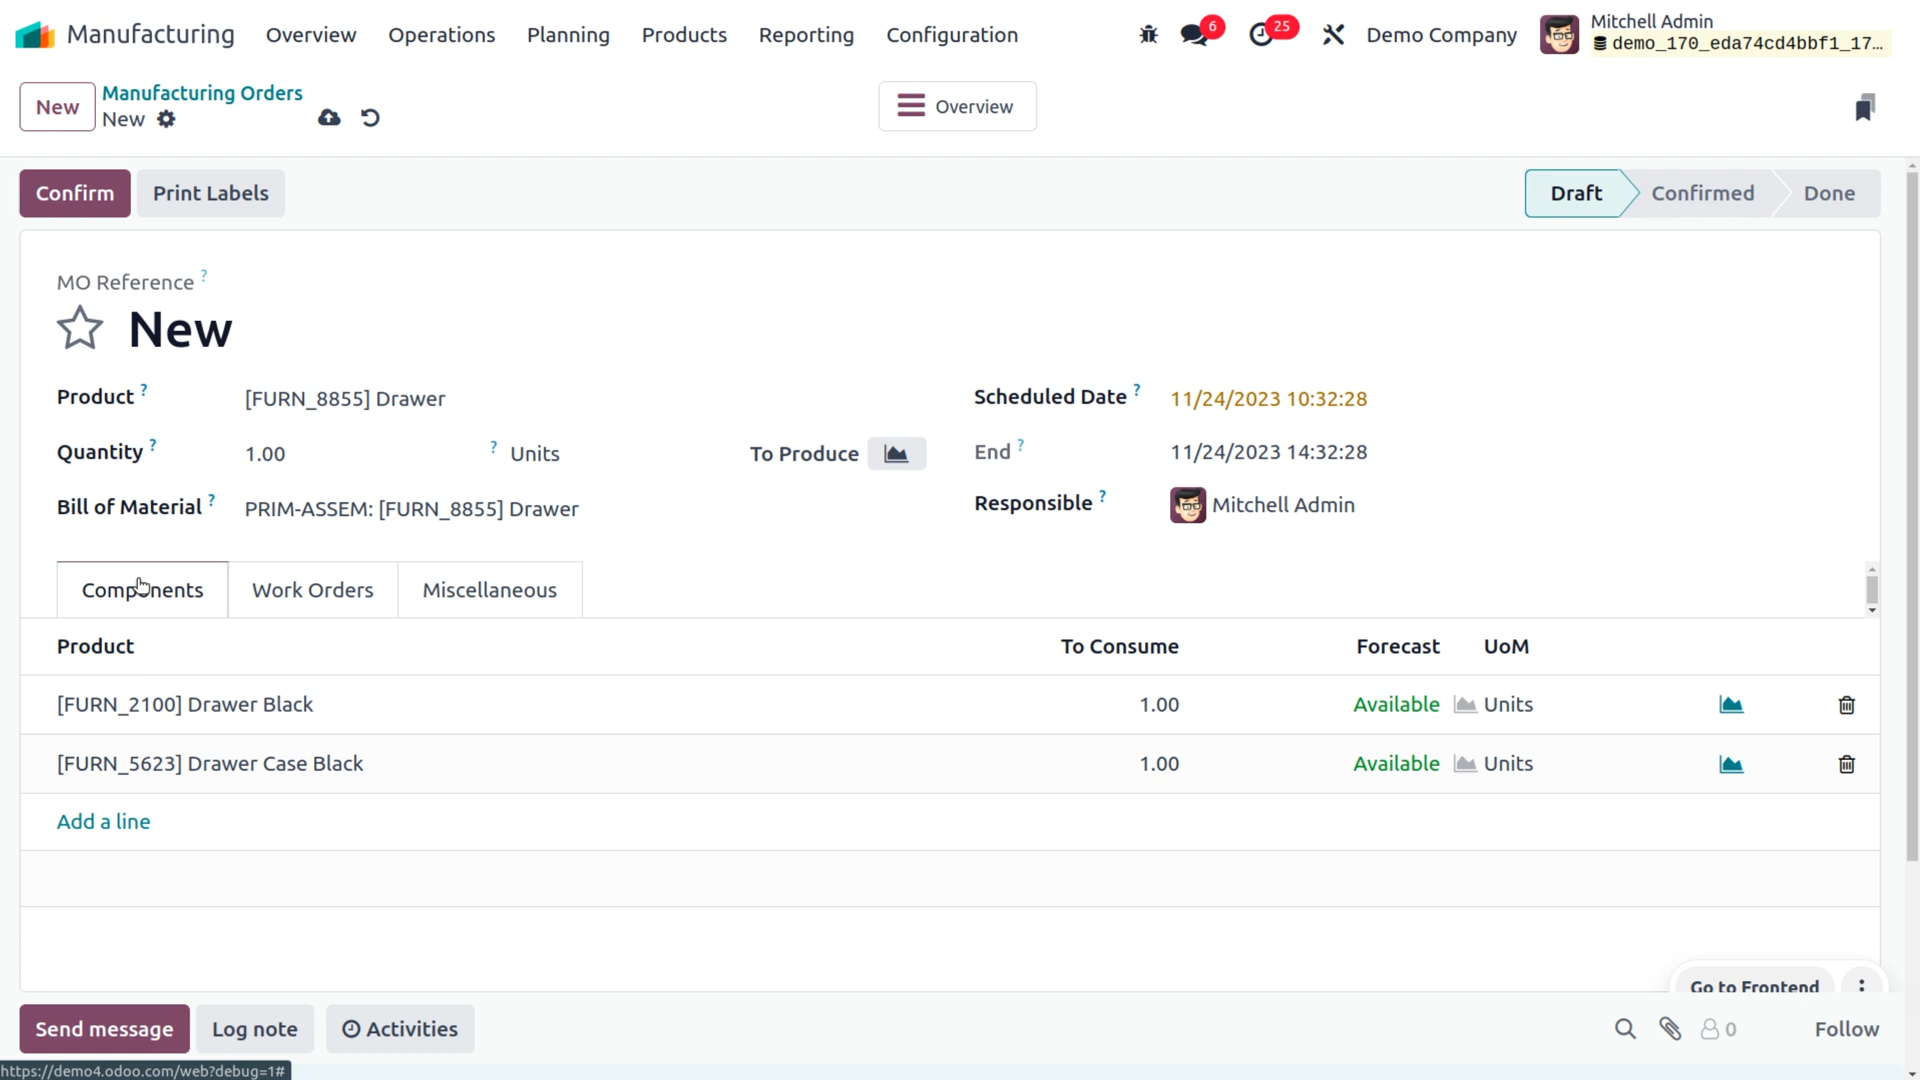 Manufacturing Overview Operations Planning Products Reporting Configuration 6 25 Demo Company Mitchell Admin
demo_170_eda74cd4bbf1_17...
New Manufacturing Orders
New
Overview
Confirm Print Labels Draft Confirmed Done
MO Reference ?
New
Product ? [FURN_8855] Drawer Scheduled Date ? 11/24/2023 10:32:28
Quantity ? 1.00 ? Units To Produce End ? 11/24/2023 14:32:28
Bill of Material ? PRIM-ASSEM: [FURN_8855] Drawer Responsible ? Mitchell Admin
Components Work Orders Miscellaneous
Product To Consume Forecast UoM
[FURN_2100] Drawer Black 1.00 Available Units
[FURN_5623] Drawer Case Black 1.00 Available Units
Add a line
Go to Frontend
Send message Log note Activities 0 Follow
https://demo4.odoo.com/web?debug=1#